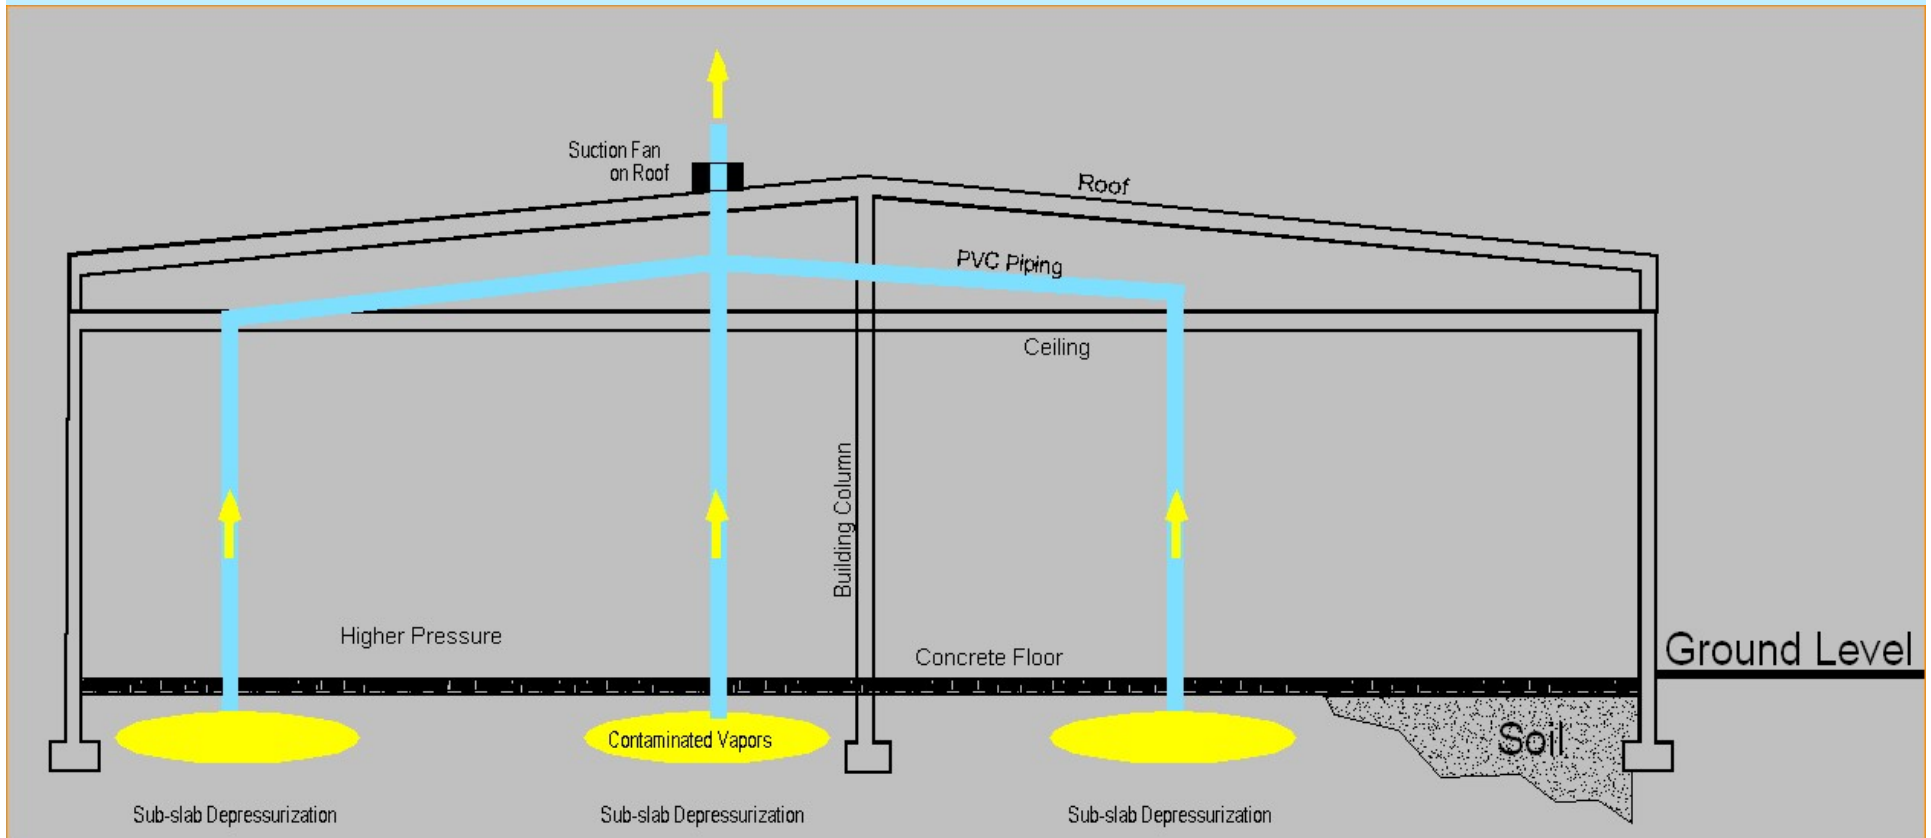 Suction Fan
on Roof
Roof
PVC Piping
Ceiling
Building Column
Higher Pressure
Concrete Floor
Ground Level
Contaminated Vapors
Soil
Sub-slab Depressurization
Sub-slab Depressurization
Sub-slab Depressurization